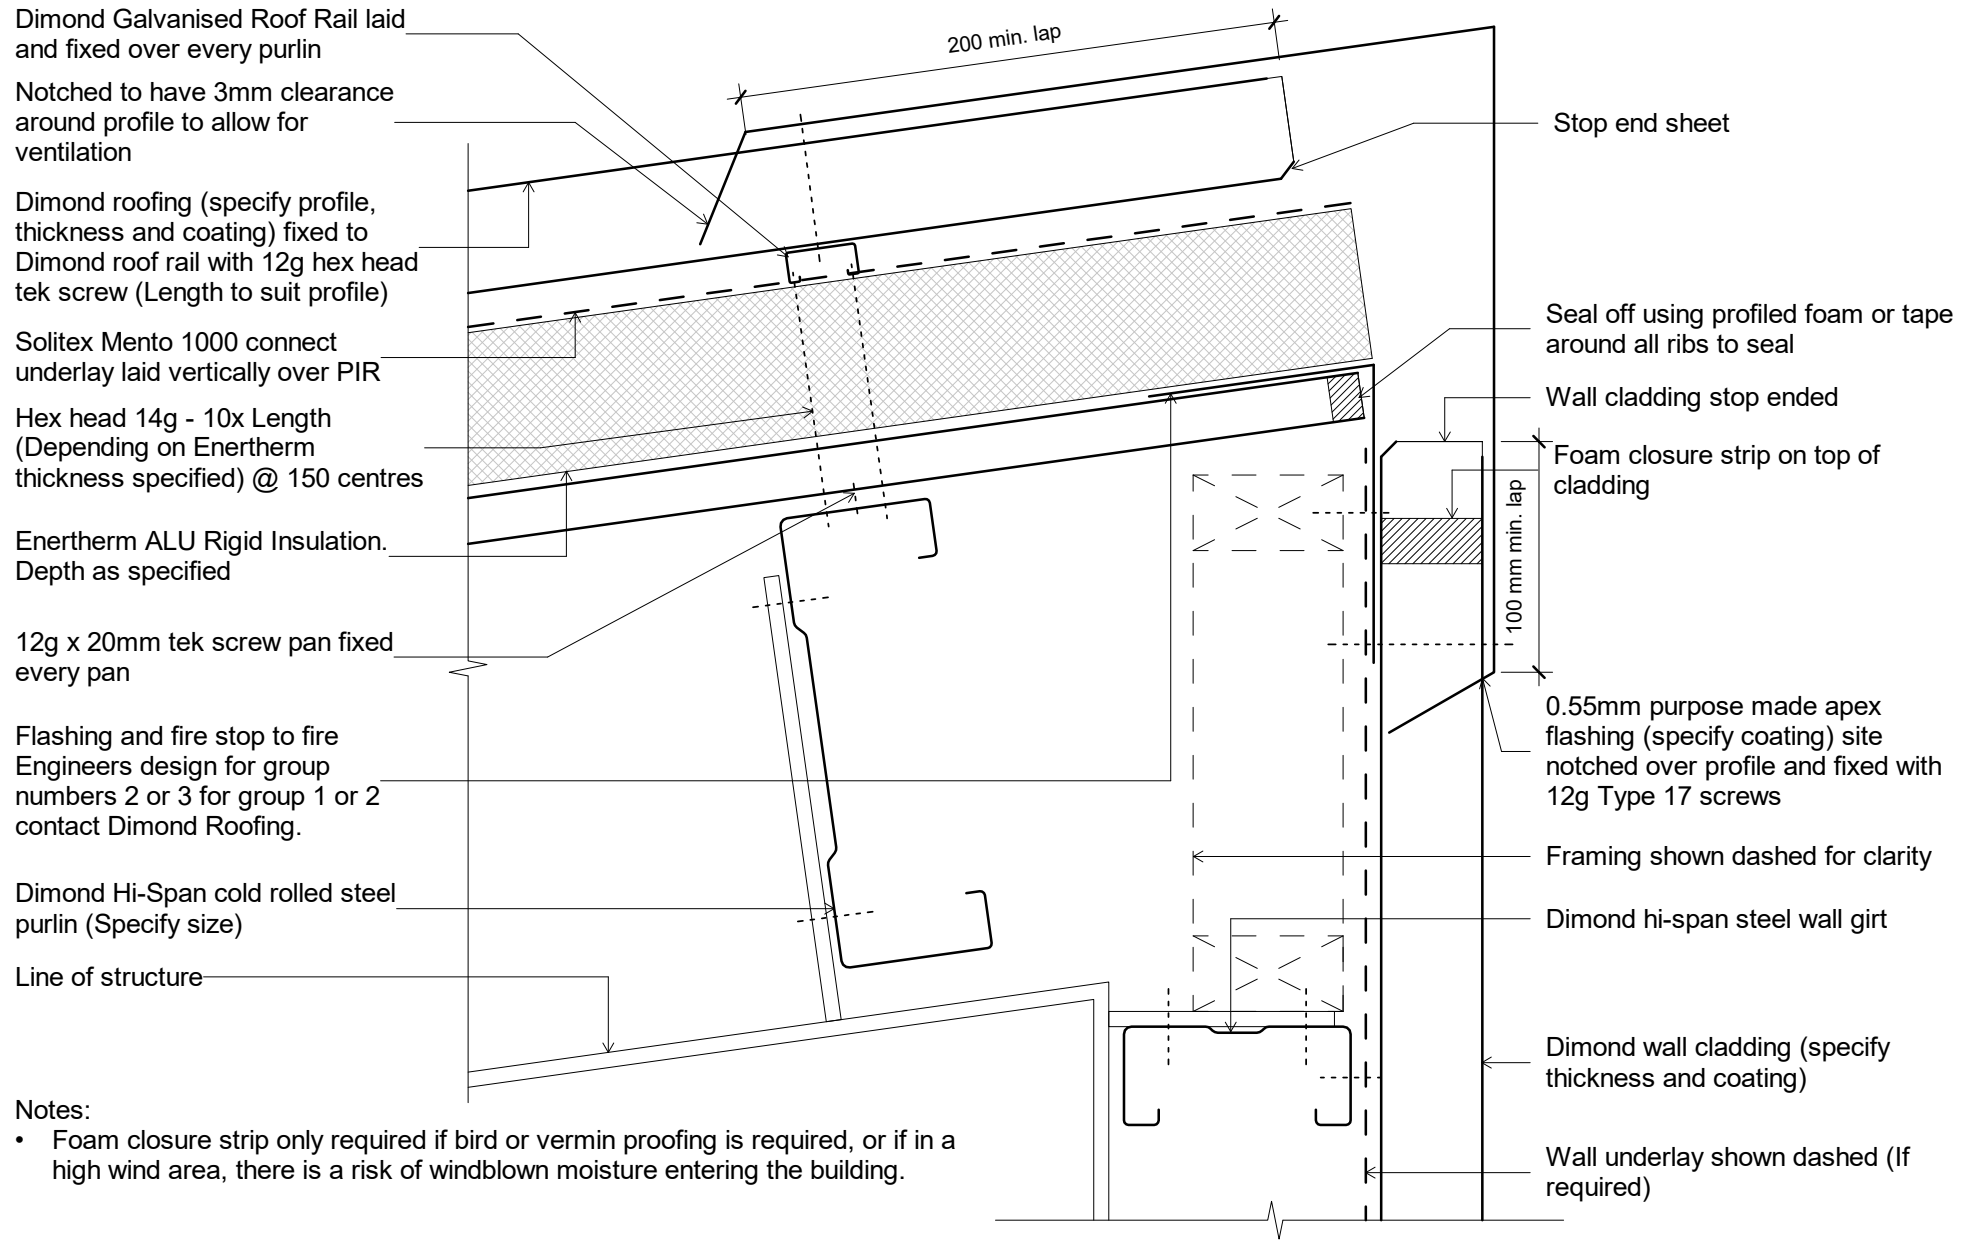 Dimond Galvanised Roof Rail laid
and fixed over every purlin
Notched to have 3mm clearance
around profile to allow for
ventilation
Dimond roofing (specify profile,
thickness and coating) fixed to
Dimond roof rail with 12g hex head
tek screw (Length to suit profile)
Solitex Mento 1000 connect
underlay laid vertically over PIR
Hex head 14g - 10x Length
(Depending on Enertherm
thickness specified) @ 150 centres
Enertherm ALU Rigid Insulation.
Depth as specified
12g x 20mm tek screw pan fixed
every pan
Flashing and fire stop to fire
Engineers design for group
numbers 2 or 3 for group 1 or 2
contact Dimond Roofing.
Dimond Hi-Span cold rolled steel
purlin (Specify size)
Line of structure
Notes:
• Foam closure strip only required if bird or vermin proofing is required, or if in a
high wind area, there is a risk of windblown moisture entering the building.
200 min. lap
Stop end sheet
Seal off using profiled foam or tape
around all ribs to seal
Wall cladding stop ended
Foam closure strip on top of
cladding
100 mm min. lap
0.55mm purpose made apex
flashing (specify coating) site
notched over profile and fixed with
12g Type 17 screws
Framing shown dashed for clarity
Dimond hi-span steel wall girt
Dimond wall cladding (specify
thickness and coating)
Wall underlay shown dashed (If
required)